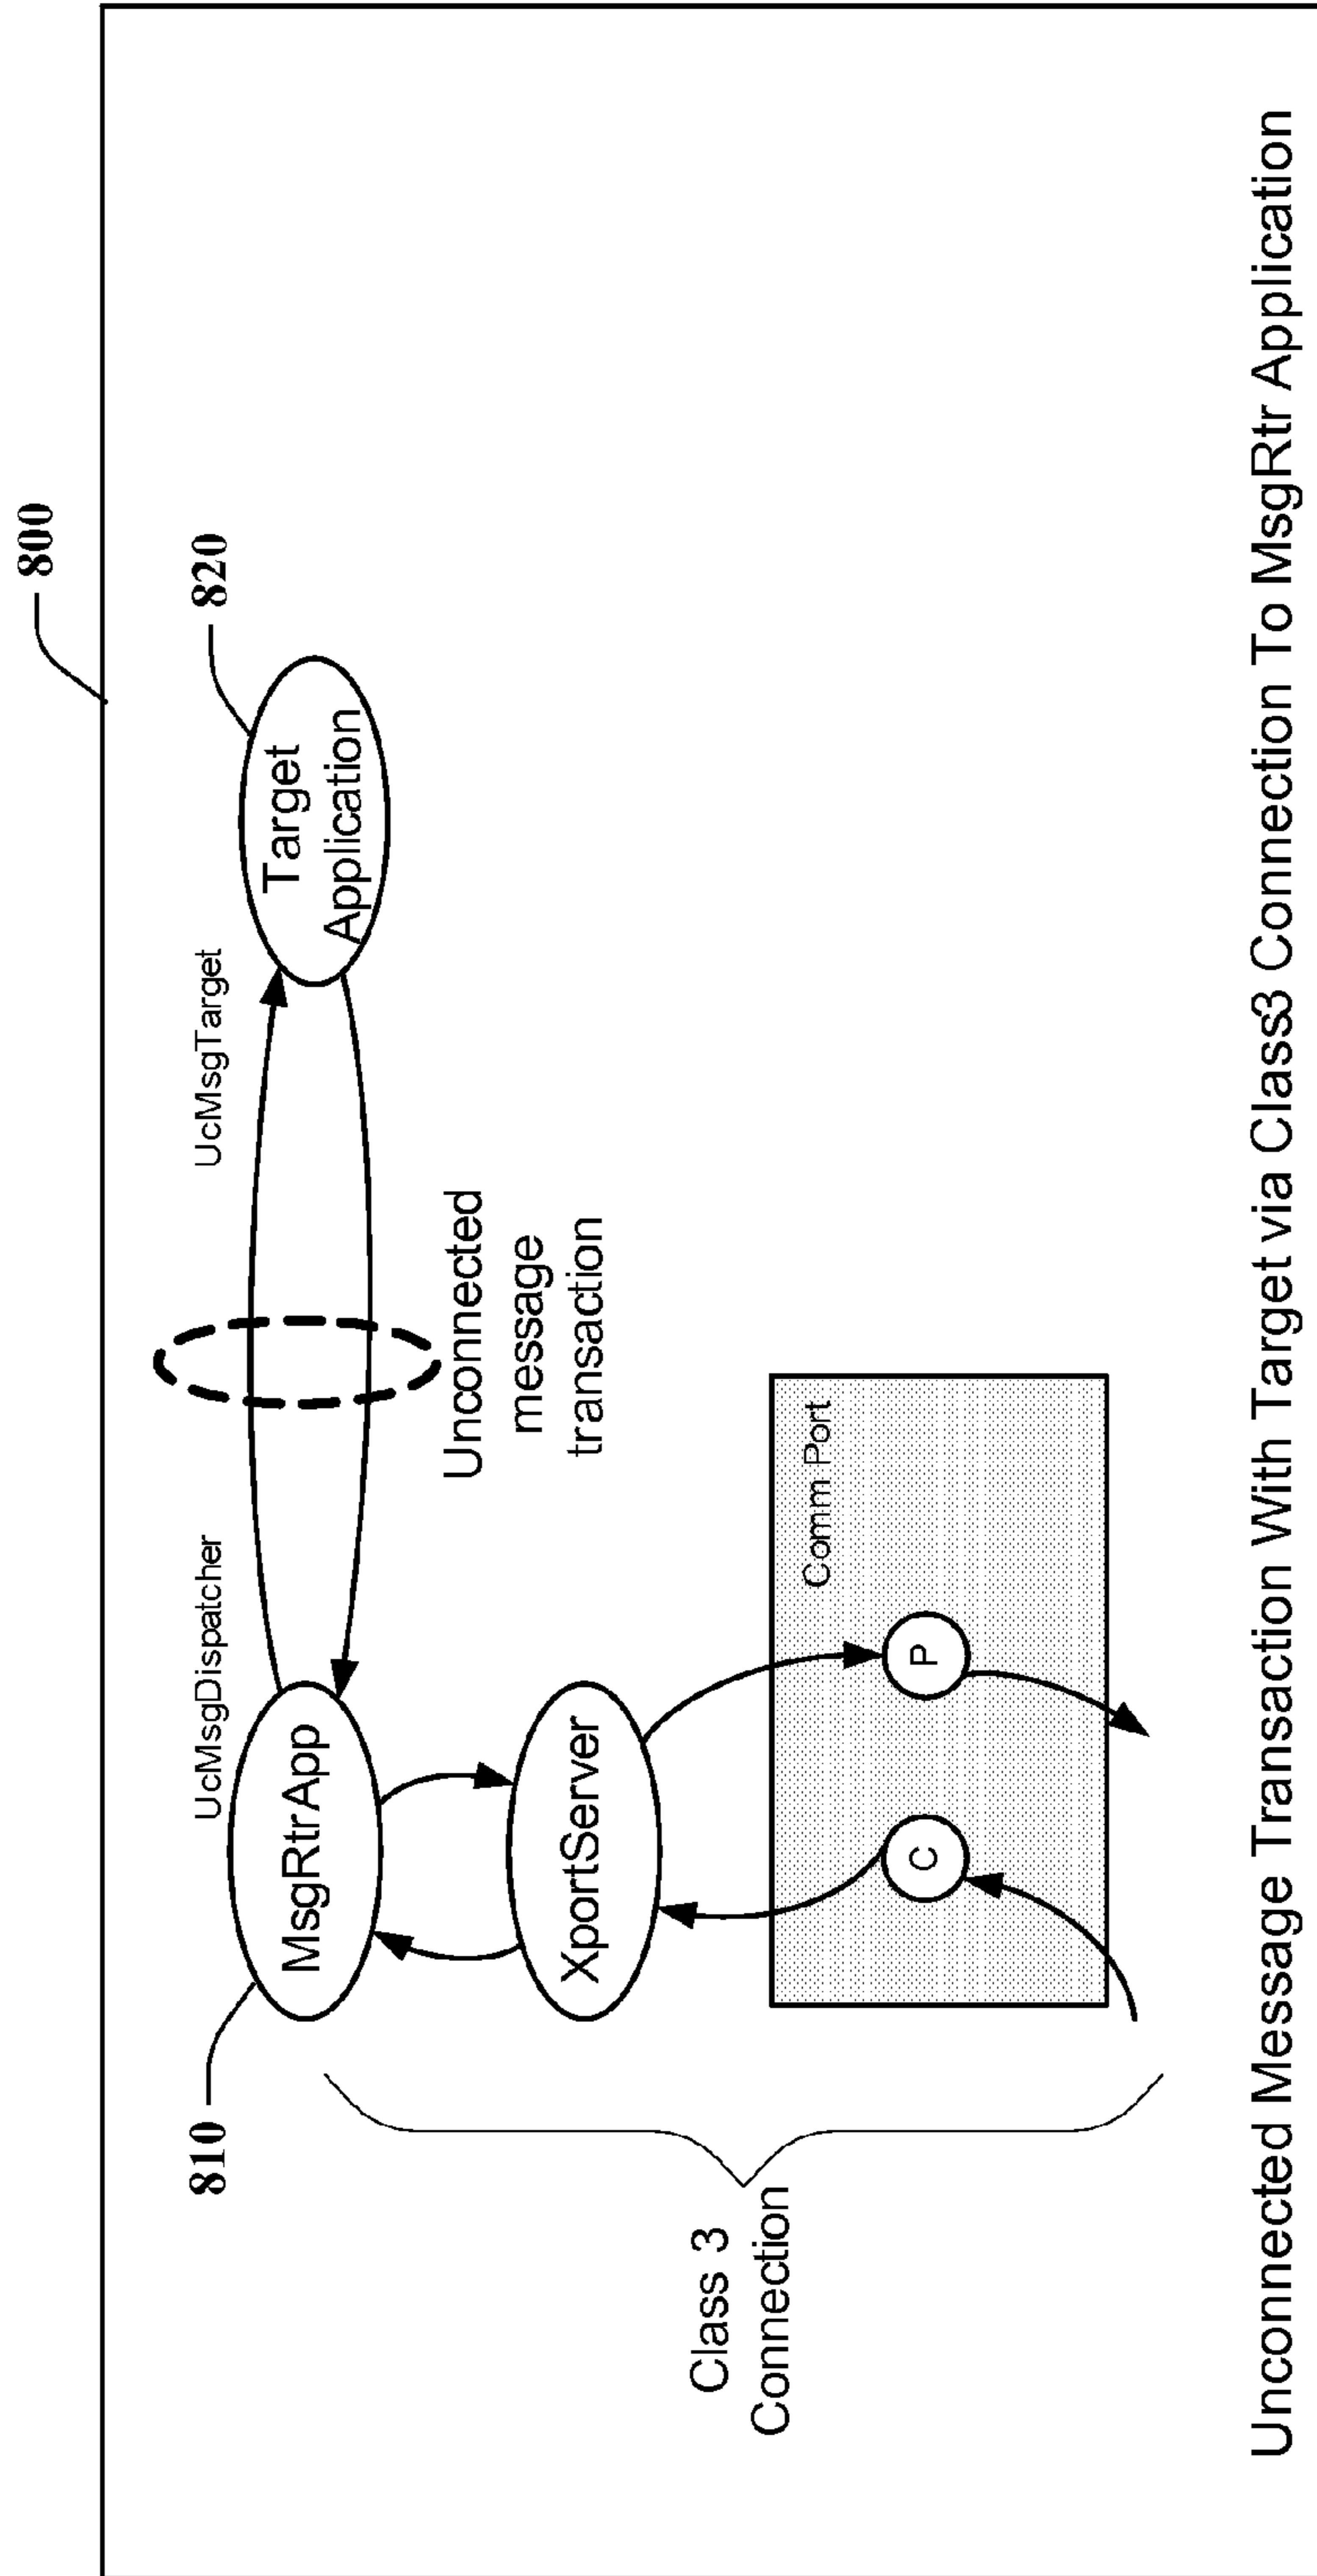 800
810
820
UcMsgDispatcher
UcMsgTarget
MsgRtrApp
Target
Application
Unconnected
message
transaction
XportServer
Class 3
Connection
Comm Port
C
P
Unconnected Message Transaction With Target via Class3 Connection To MsgRtr Application